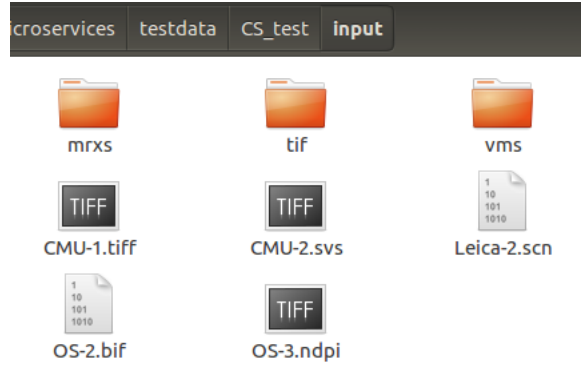 icroservices testdata CS_test input
mrxs tif vms
TIFF TIFF 1
10
101
1010
CMU-1.tiff CMU-2.svs Leica-2.scn
1
10
101
1010 TIFF
OS-2.bif OS-3.ndpi